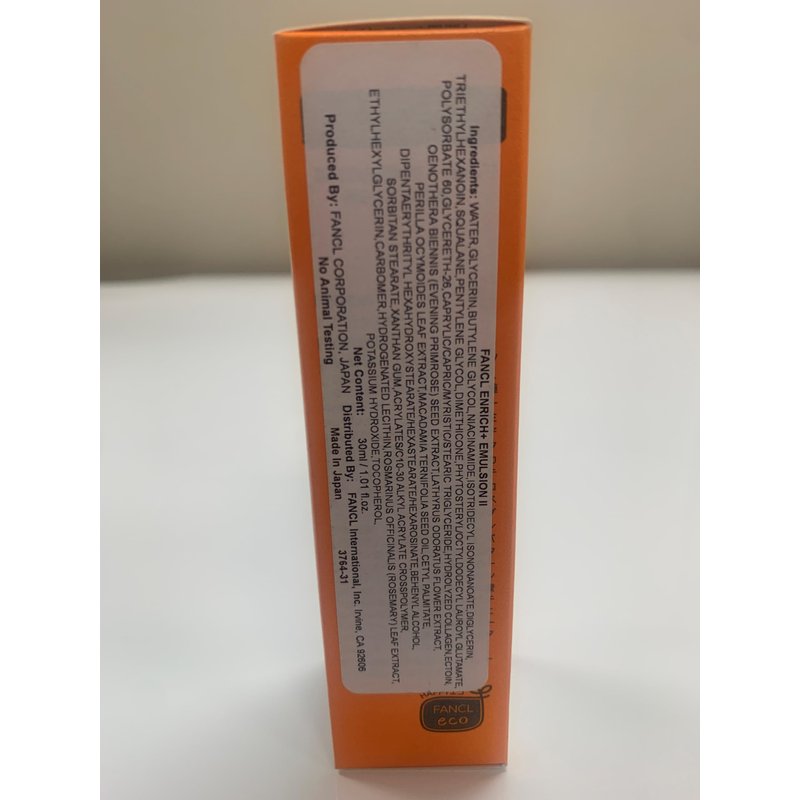 FANCL ENRICH+ EMULSION II
Ingredients: WATER,GLYCERIN,BUTYLENE GLYCOL,NIACINAMIDE,ISOTRIDECYL ISONONANOATE,DIGLYCERIN,
TRIETHYLHEXANOIN,SQUALANE,PENTYLENE GLYCOL,DIMETHICONE,PHYTOSTERYL/OCTYLDODECYL LAUROYL GLUTAMATE,
POLYSORBATE 60,GLYCERETH-26,CAPRYLIC/CAPRIC/MYRISTIC/STEARIC TRIGLYCERIDE,HYDROLYZED COLLAGEN,ECTOIN,
OENOTHERA BIENNIS (EVENING PRIMROSE) SEED EXTRACT,LATHYRUS ODORATUS FLOWER EXTRACT,
PERILLA OCYMOIDES LEAF EXTRACT,MACADAMIA TERNIFOLIA SEED OIL,CETYL PALMITATE,
DIPENTAERYTHRITYL HEXAHYDROXYSTEARATE/HEXASTEARATE/HEXAROSINATE,BEHENYL ALCOHOL,
SORBITAN STEARATE,XANTHAN GUM,ACRYLATES/C10-30 ALKYL ACRYLATE CROSSPOLYMER,
ETHYLHEXYLGLYCERIN,CARBOMER,HYDROGENATED LECITHIN,ROSMARINUS OFFICINALIS (ROSEMARY) LEAF EXTRACT,
POTASSIUM HYDROXIDE,TOCOPHEROL
Net Content: 30ml / 1.01 fl.oz.
Produced By: FANCL CORPORATION, JAPAN Distributed By: FANCL International, Inc. Irvine, CA 92606
No Animal Testing Made In Japan 3764-31
FANCL
eco